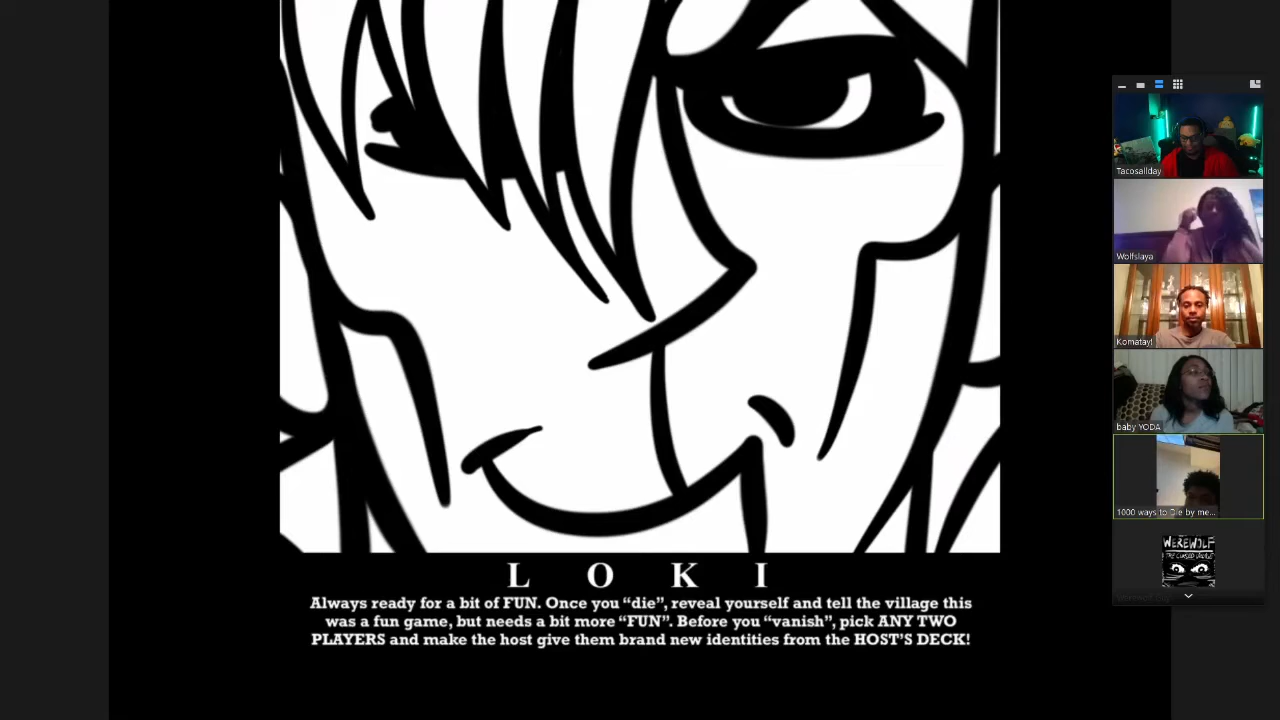 L O K I
Always ready for a bit of FUN. Once you “die”, reveal yourself and tell the village this
was a fun game, but needs a bit more “FUN”. Before you “vanish”, pick ANY TWO
PLAYERS and make the host give them brand new identities from the HOST’S DECK!
Tacosallday
Wolfslaya
Komatay!
baby YODA
1000 ways to Die by me...
WEREWOLF